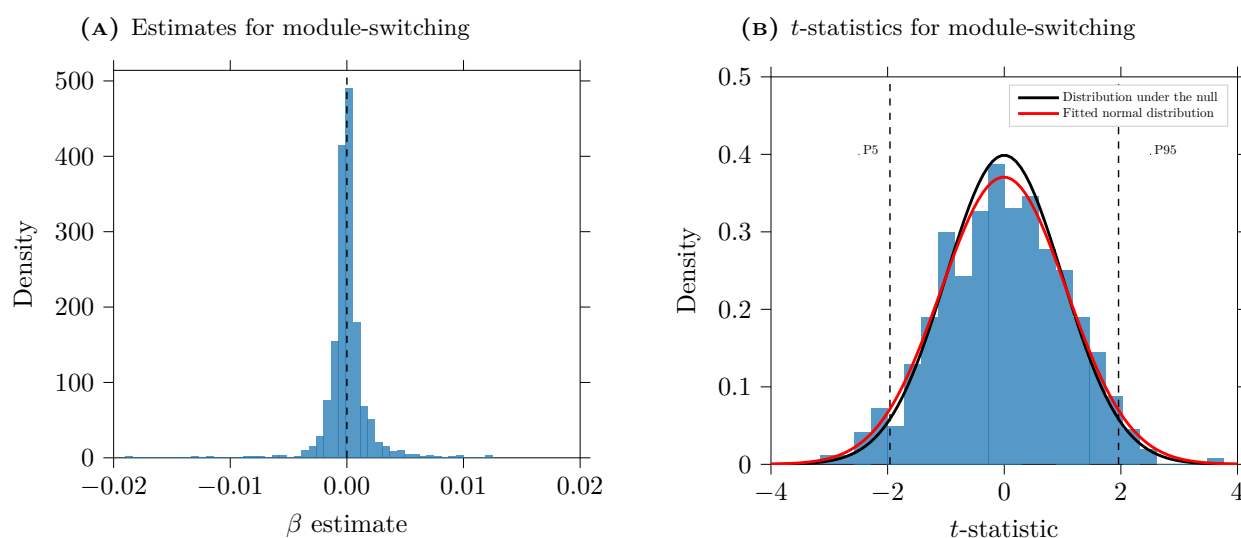 (A) Estimates for module-switching
500
400
300
200
100
0
Density
−0.02
−0.01
0.00
0.01
0.02
β estimate
(B) t-statistics for module-switching
0.5
0.4
0.3
0.2
0.1
0
Density
Distribution under the null
Fitted normal distribution
P5
P95
−4
−2
0
2
4
t-statistic